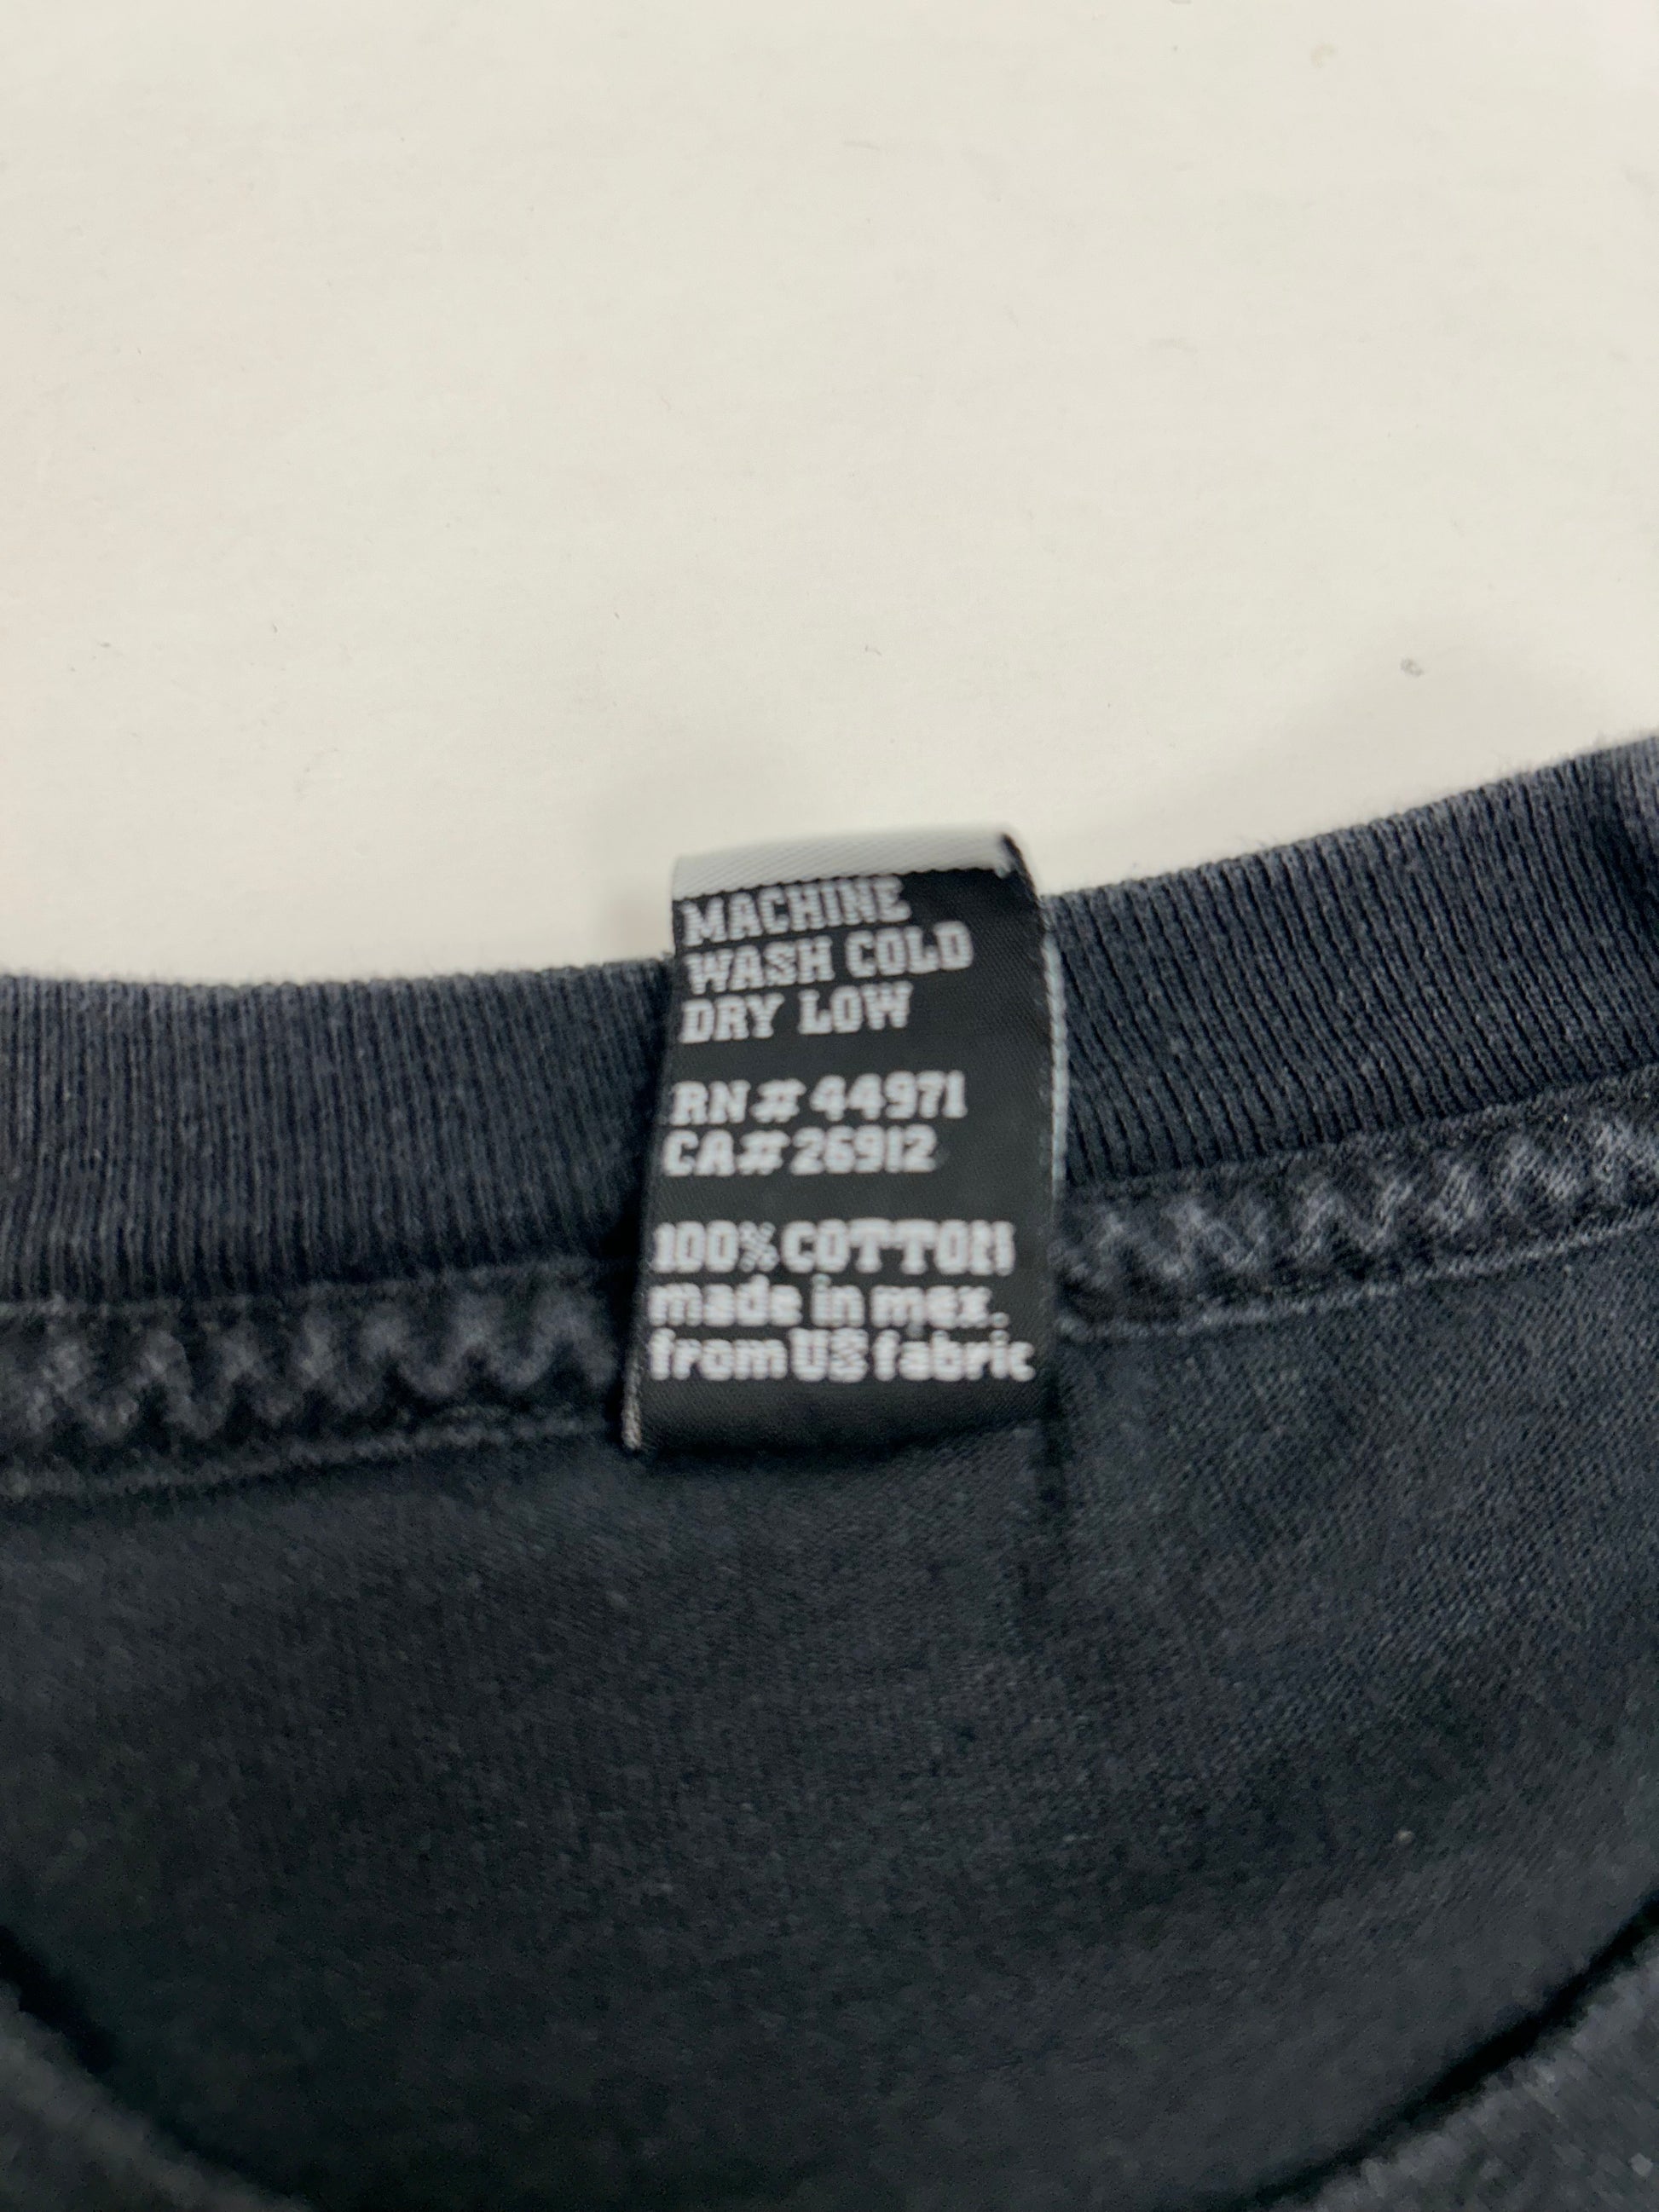 MACHINE
WASH COLD
DRY LOW
RN# 44971
CA# 26912
100% COTTON
made in mex.
from US fabric